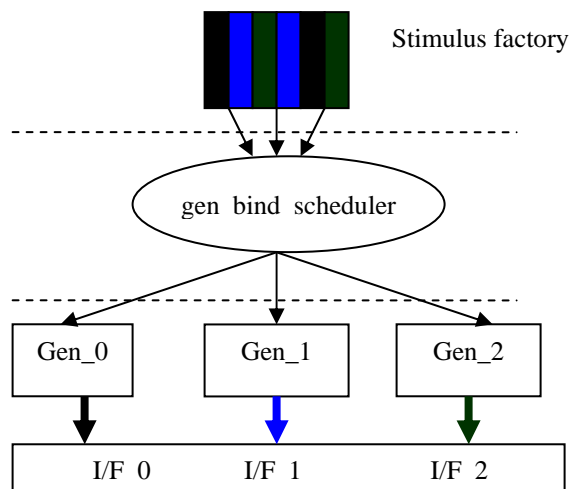 Stimulus factory
gen bind scheduler
Gen_0 Gen_1 Gen_2
I/F 0 I/F 1 I/F 2